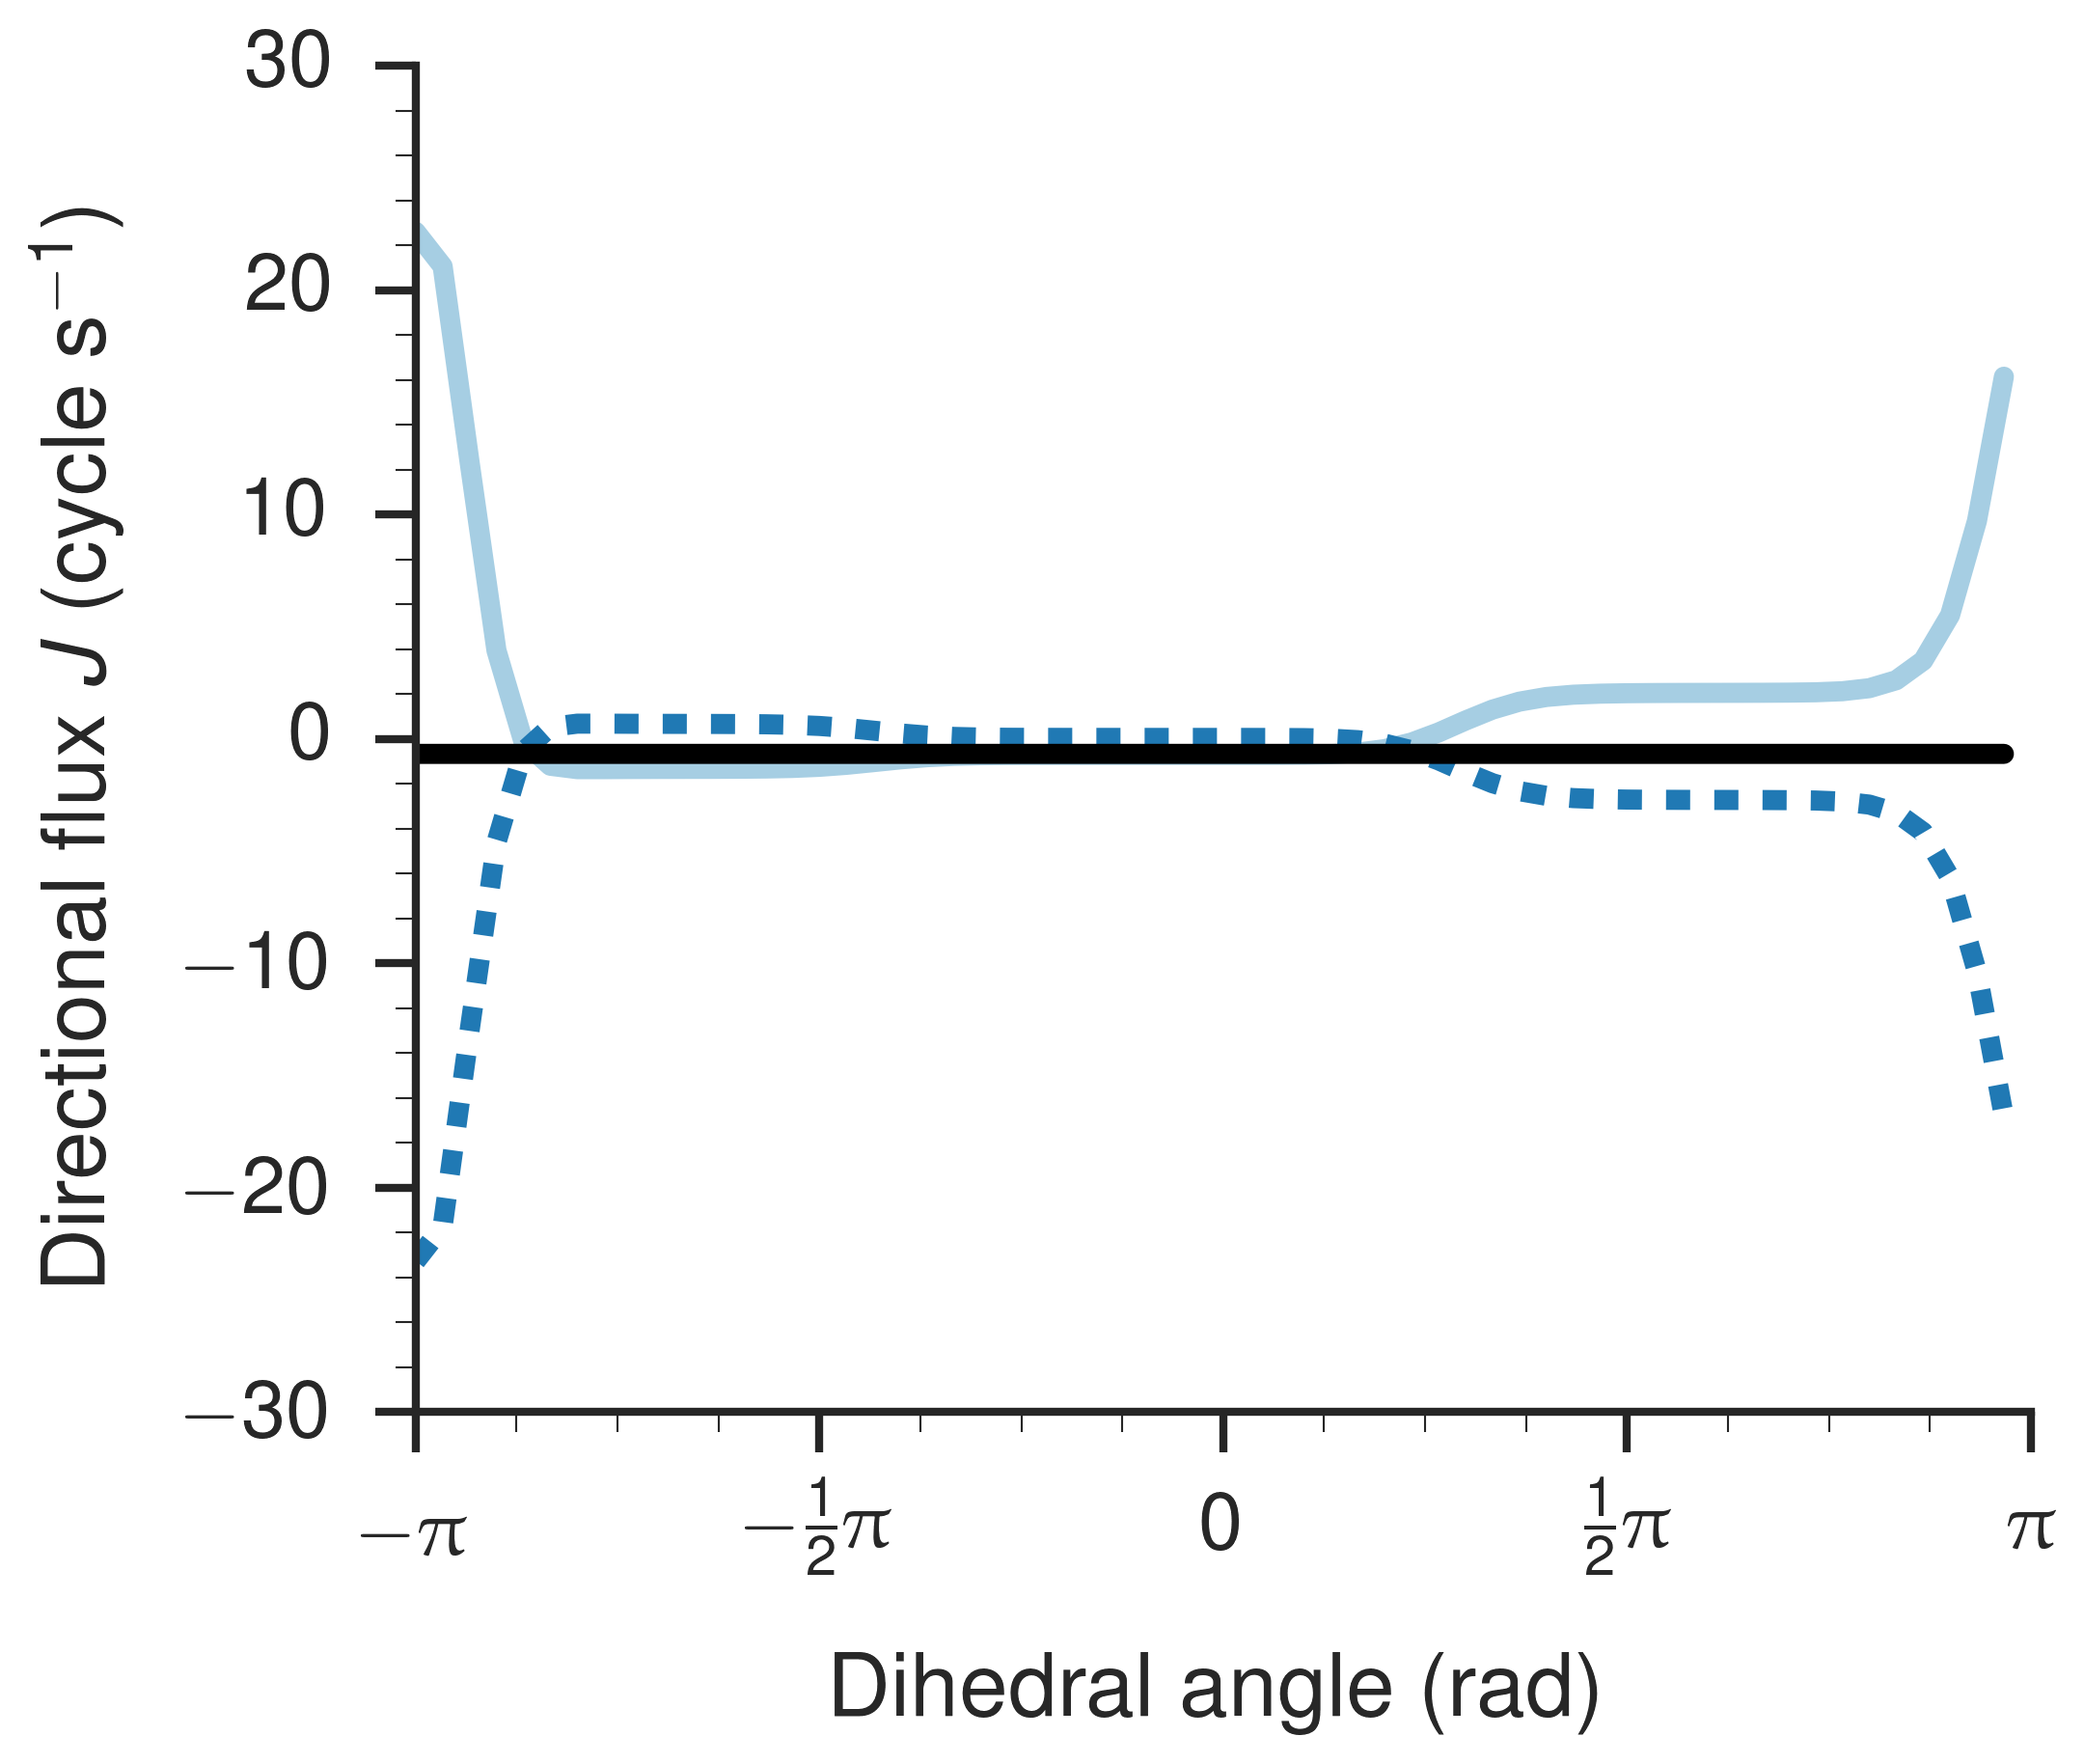 Directional flux J (cycle s⁻¹)
30
20
10
0
−10
−20
−30
−π
−½π
0
½π
π
Dihedral angle (rad)